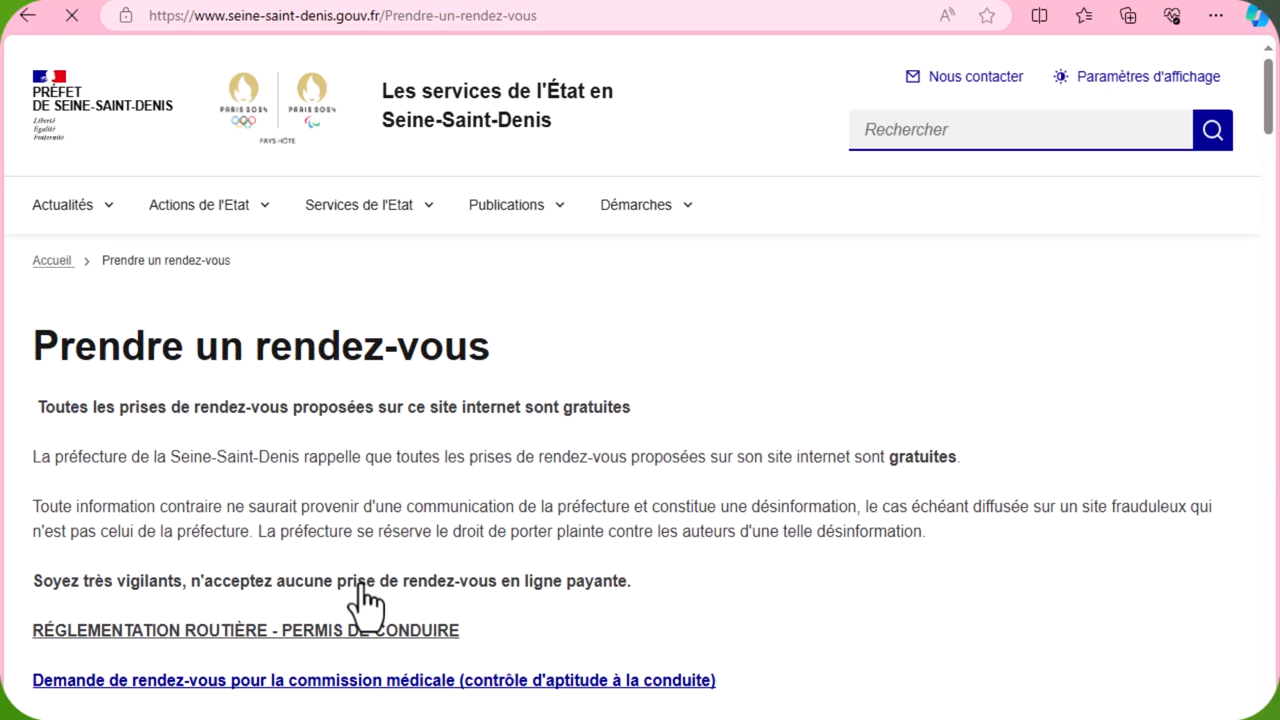 https://www.seine-saint-denis.gouv.fr/Prendre-un-rendez-vous
PRÉFET
DE SEINE-SAINT-DENIS
Liberté
Égalité
Fraternité
PARIS 2024
PARIS 2024
PAYS HÔTE
Les services de l'État en
Seine-Saint-Denis
Nous contacter
Paramètres d'affichage
Rechercher
Actualités
Actions de l'Etat
Services de l'Etat
Publications
Démarches
Accueil > Prendre un rendez-vous
Prendre un rendez-vous
Toutes les prises de rendez-vous proposées sur ce site internet sont gratuites
La préfecture de la Seine-Saint-Denis rappelle que toutes les prises de rendez-vous proposées sur son site internet sont gratuites.
Toute information contraire ne saurait provenir d'une communication de la préfecture et constitue une désinformation, le cas échéant diffusée sur un site frauduleux qui
n'est pas celui de la préfecture. La préfecture se réserve le droit de porter plainte contre les auteurs d'une telle désinformation.
Soyez très vigilants, n'acceptez aucune prise de rendez-vous en ligne payante.
RÉGLEMENTATION ROUTIÈRE - PERMIS DE CONDUIRE
Demande de rendez-vous pour la commission médicale (contrôle d'aptitude à la conduite)